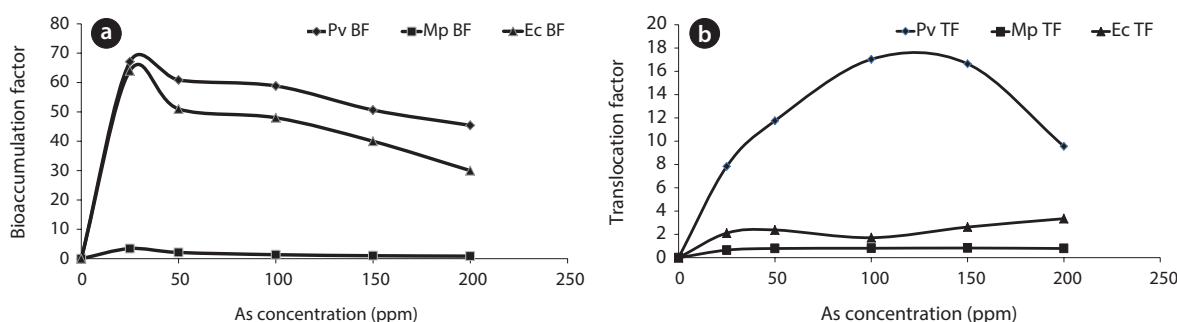 a
Pv BF Mp BF Ec BF
Bioaccumulation factor
80
70
60
50
40
30
20
10
0
0 50 100 150 200 250
As concentration (ppm)
b
Pv TF Mp TF Ec TF
Translocation factor
20
18
16
14
12
10
8
6
4
2
0
0 50 100 150 200 250
As concentration (ppm)